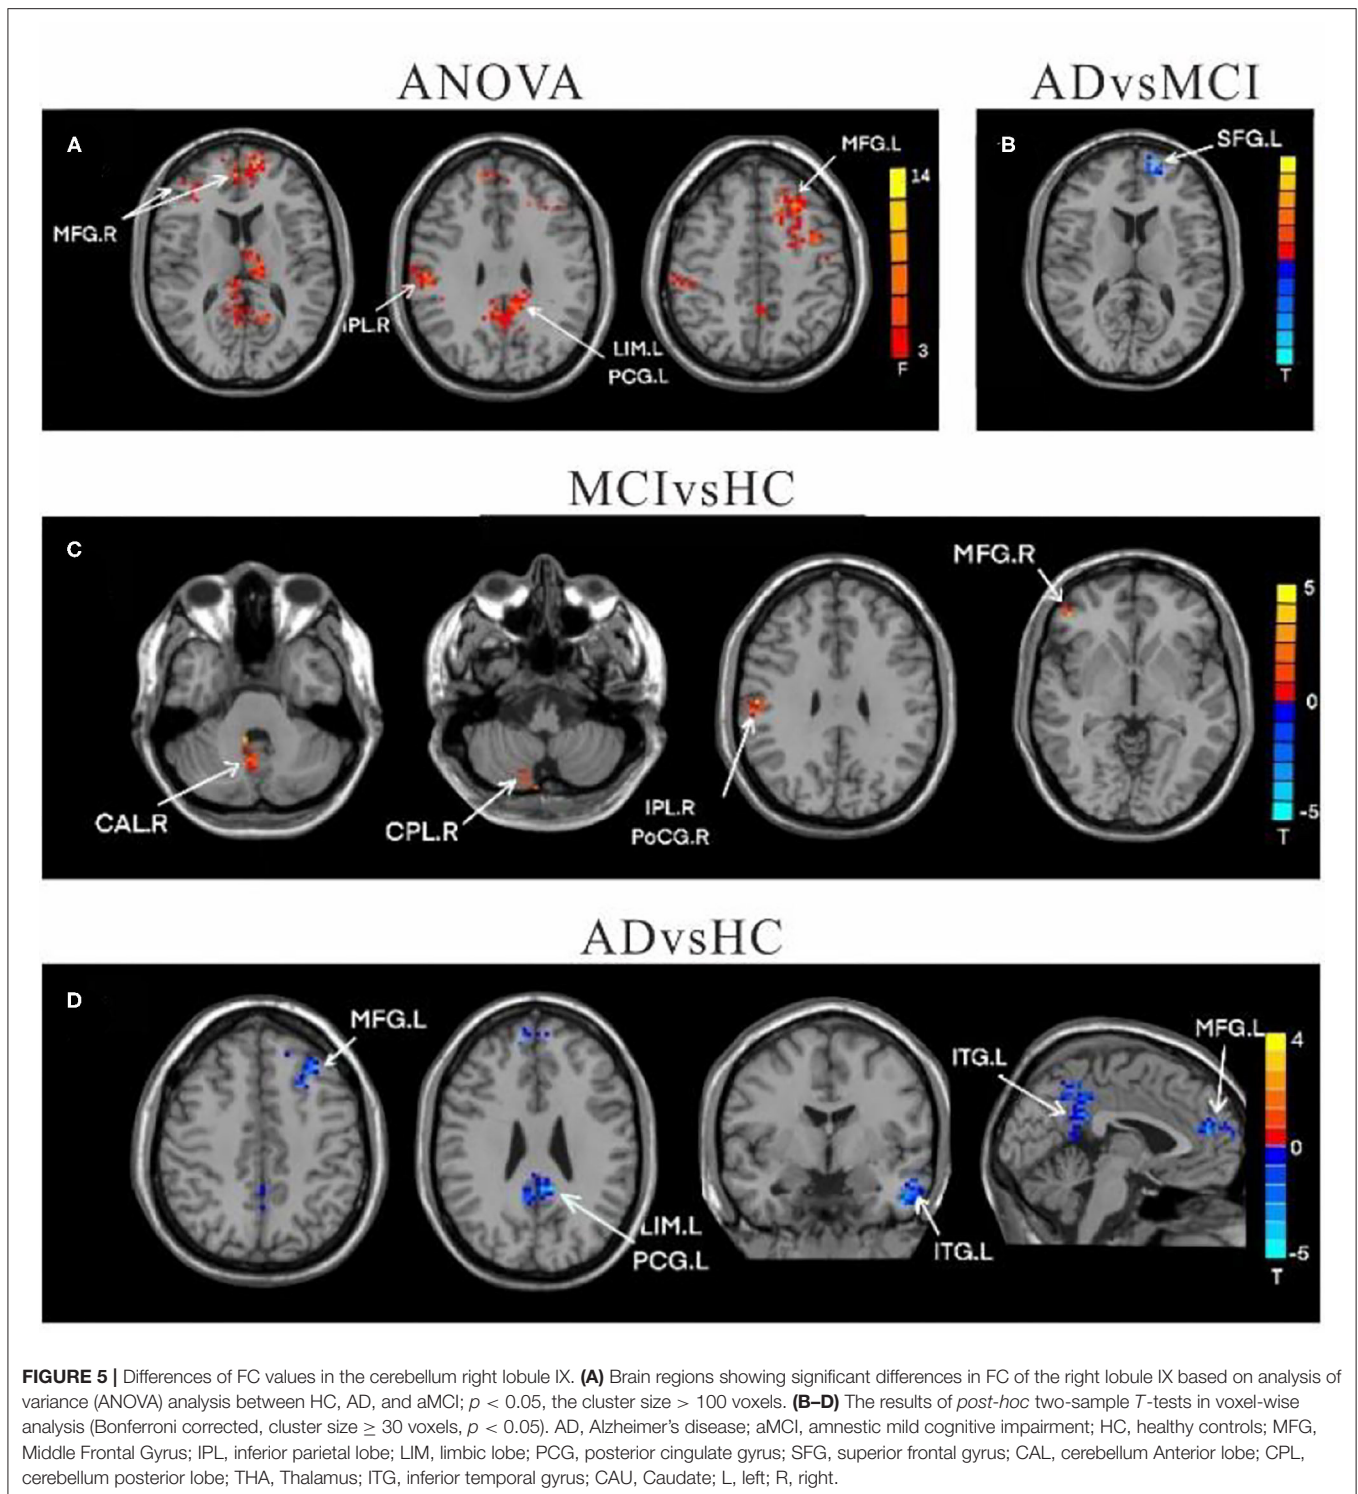 ANOVA
ADvsMCI
A
MFG.R
IPL.R
LIM.L
PCG.L
MFG.L
14
3
F
B
SFG.L
T
MCIvsHC
C
CAL.R
CPL.R
IPL.R
PoCG.R
MFG.R
5
0
-5
T
ADvsHC
D
MFG.L
LIM.L
PCG.L
ITG.L
ITG.L
MFG.L
4
0
-5
T
FIGURE 5 | Differences of FC values in the cerebellum right lobule IX. (A) Brain regions showing significant differences in FC of the right lobule IX based on analysis of
variance (ANOVA) analysis between HC, AD, and aMCI; p < 0.05, the cluster size > 100 voxels. (B–D) The results of post-hoc two-sample T-tests in voxel-wise
analysis (Bonferroni corrected, cluster size ≥ 30 voxels, p < 0.05). AD, Alzheimer's disease; aMCI, amnestic mild cognitive impairment; HC, healthy controls; MFG,
Middle Frontal Gyrus; IPL, inferior parietal lobe; LIM, limbic lobe; PCG, posterior cingulate gyrus; SFG, superior frontal gyrus; CAL, cerebellum Anterior lobe; CPL,
cerebellum posterior lobe; THA, Thalamus; ITG, inferior temporal gyrus; CAU, Caudate; L, left; R, right.